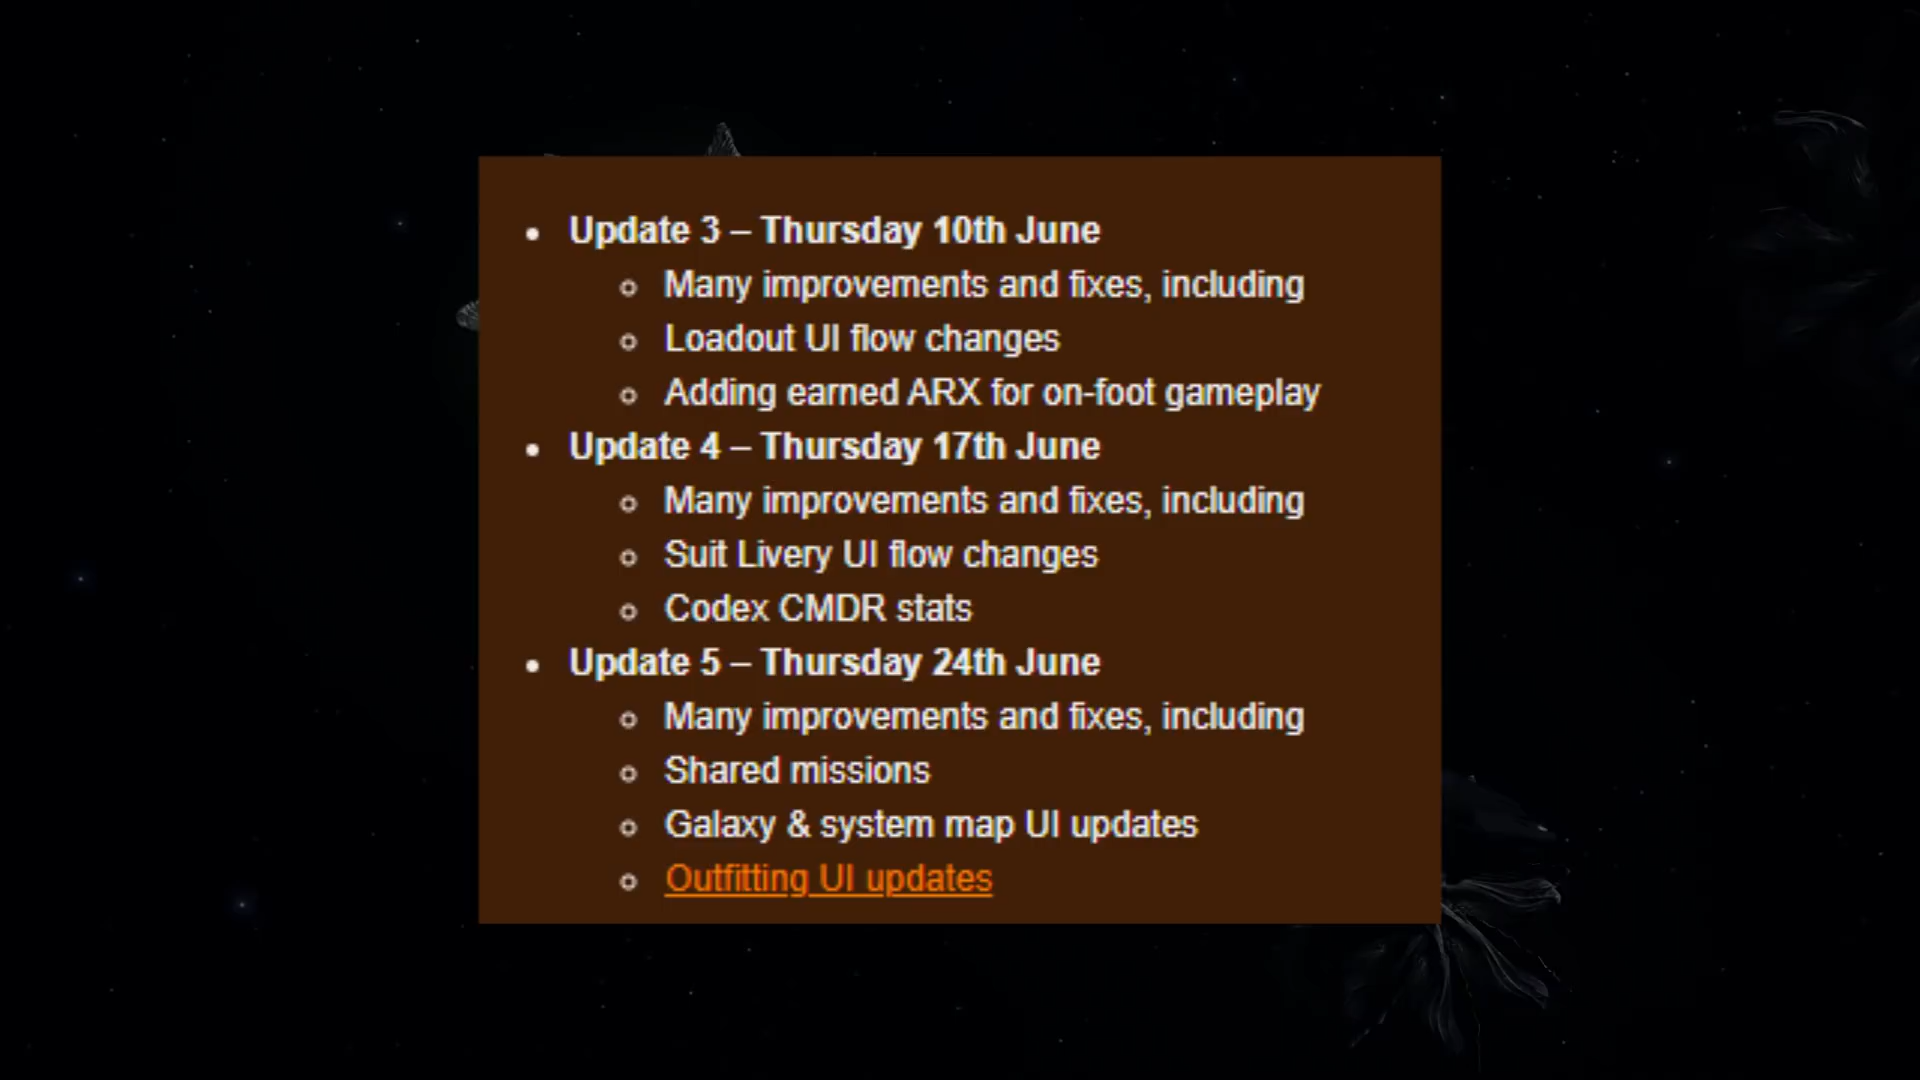 Update 3 – Thursday 10th June
Many improvements and fixes, including
Loadout UI flow changes
Adding earned ARX for on-foot gameplay
Update 4 – Thursday 17th June
Many improvements and fixes, including
Suit Livery UI flow changes
Codex CMDR stats
Update 5 – Thursday 24th June
Many improvements and fixes, including
Shared missions
Galaxy & system map UI updates
Outfitting UI updates